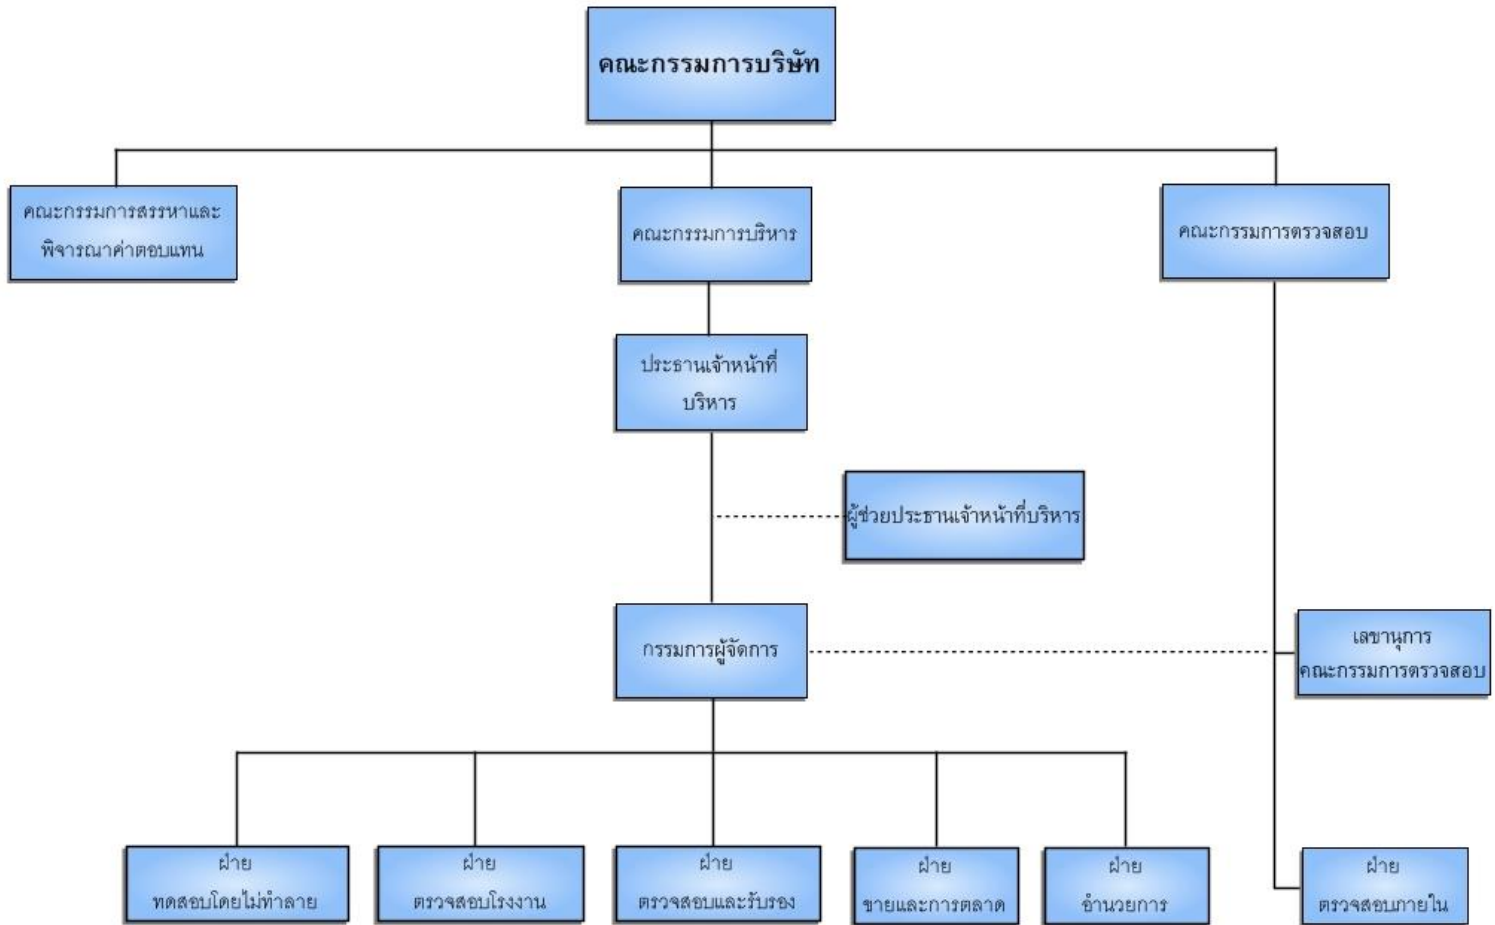 คณะกรรมการบริษัท
คณะกรรมการสรรหาและ
พิจารณาค่าตอบแทน
คณะกรรมการบริหาร
คณะกรรมการตรวจสอบ
ประธานเจ้าหน้าที่
บริหาร
ผู้ช่วยประธานเจ้าหน้าที่บริหาร
กรรมการผู้จัดการ
เลขานุการ
คณะกรรมการตรวจสอบ
ฝ่าย
ทดสอบโดยไม่ทำลาย
ฝ่าย
ตรวจสอบโรงงาน
ฝ่าย
ตรวจสอบและรับรอง
ฝ่าย
ขายและการตลาด
ฝ่าย
อำนวยการ
ฝ่าย
ตรวจสอบภายใน